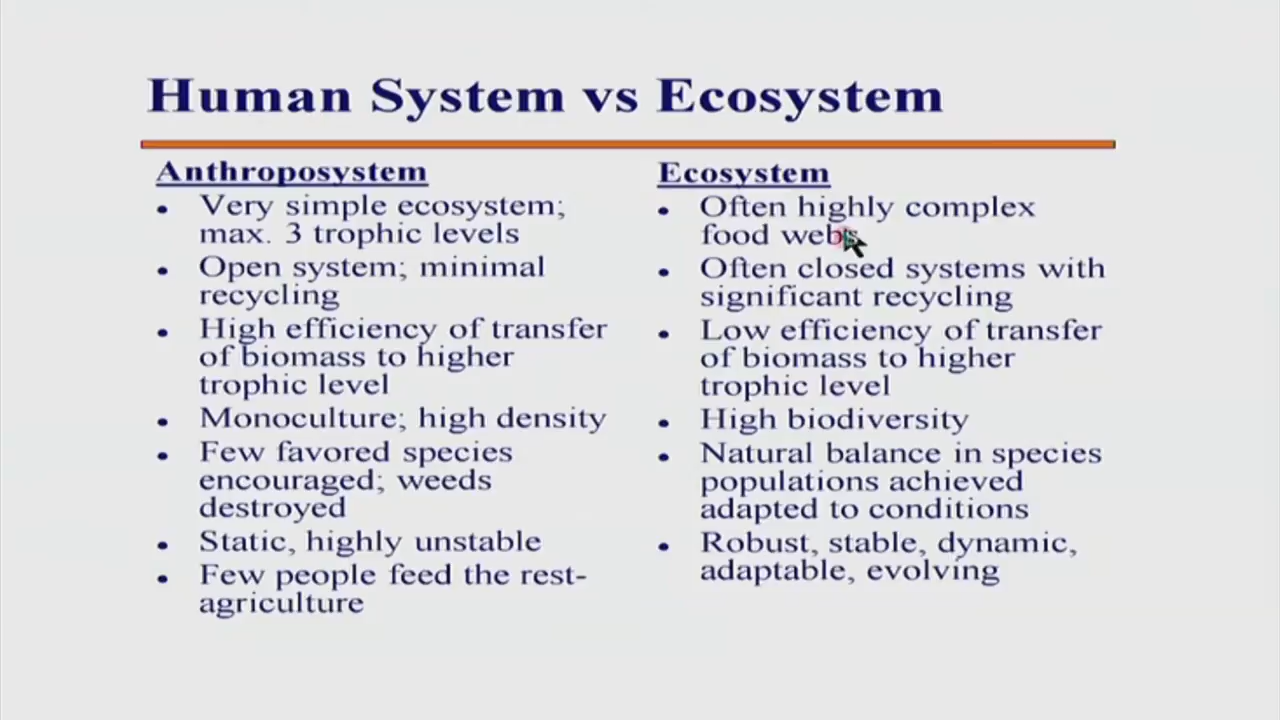 Human System vs Ecosystem
Anthroposystem
• Very simple ecosystem;
max. 3 trophic levels
• Open system; minimal
recycling
• High efficiency of transfer
of biomass to higher
trophic level
• Monoculture; high density
• Few favored species
encouraged; weeds
destroyed
• Static, highly unstable
• Few people feed the rest-
agriculture
Ecosystem
• Often highly complex
food webs
• Often closed systems with
significant recycling
• Low efficiency of transfer
of biomass to higher
trophic level
• High biodiversity
• Natural balance in species
populations achieved
adapted to conditions
• Robust, stable, dynamic,
adaptable, evolving